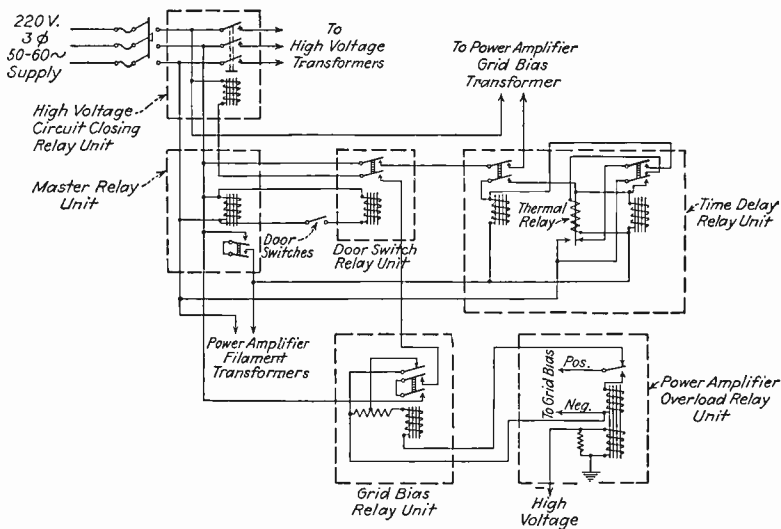 220 V.
3 ϕ
50-60~
Supply
To
High Voltage
Transformers
To Power Amplifier
Grid Bias
Transformer
High Voltage
Circuit Closing
Relay Unit
Master Relay
Unit
Door
Switches
Door Switch
Relay Unit
Thermal
Relay
Time Delay
Relay Unit
Power Amplifier
Filament
Transformers
Grid Bias
Relay Unit
Pos.
To Grid Bias
Neg.
Power Amplifier
Overload Relay
Unit
High
Voltage